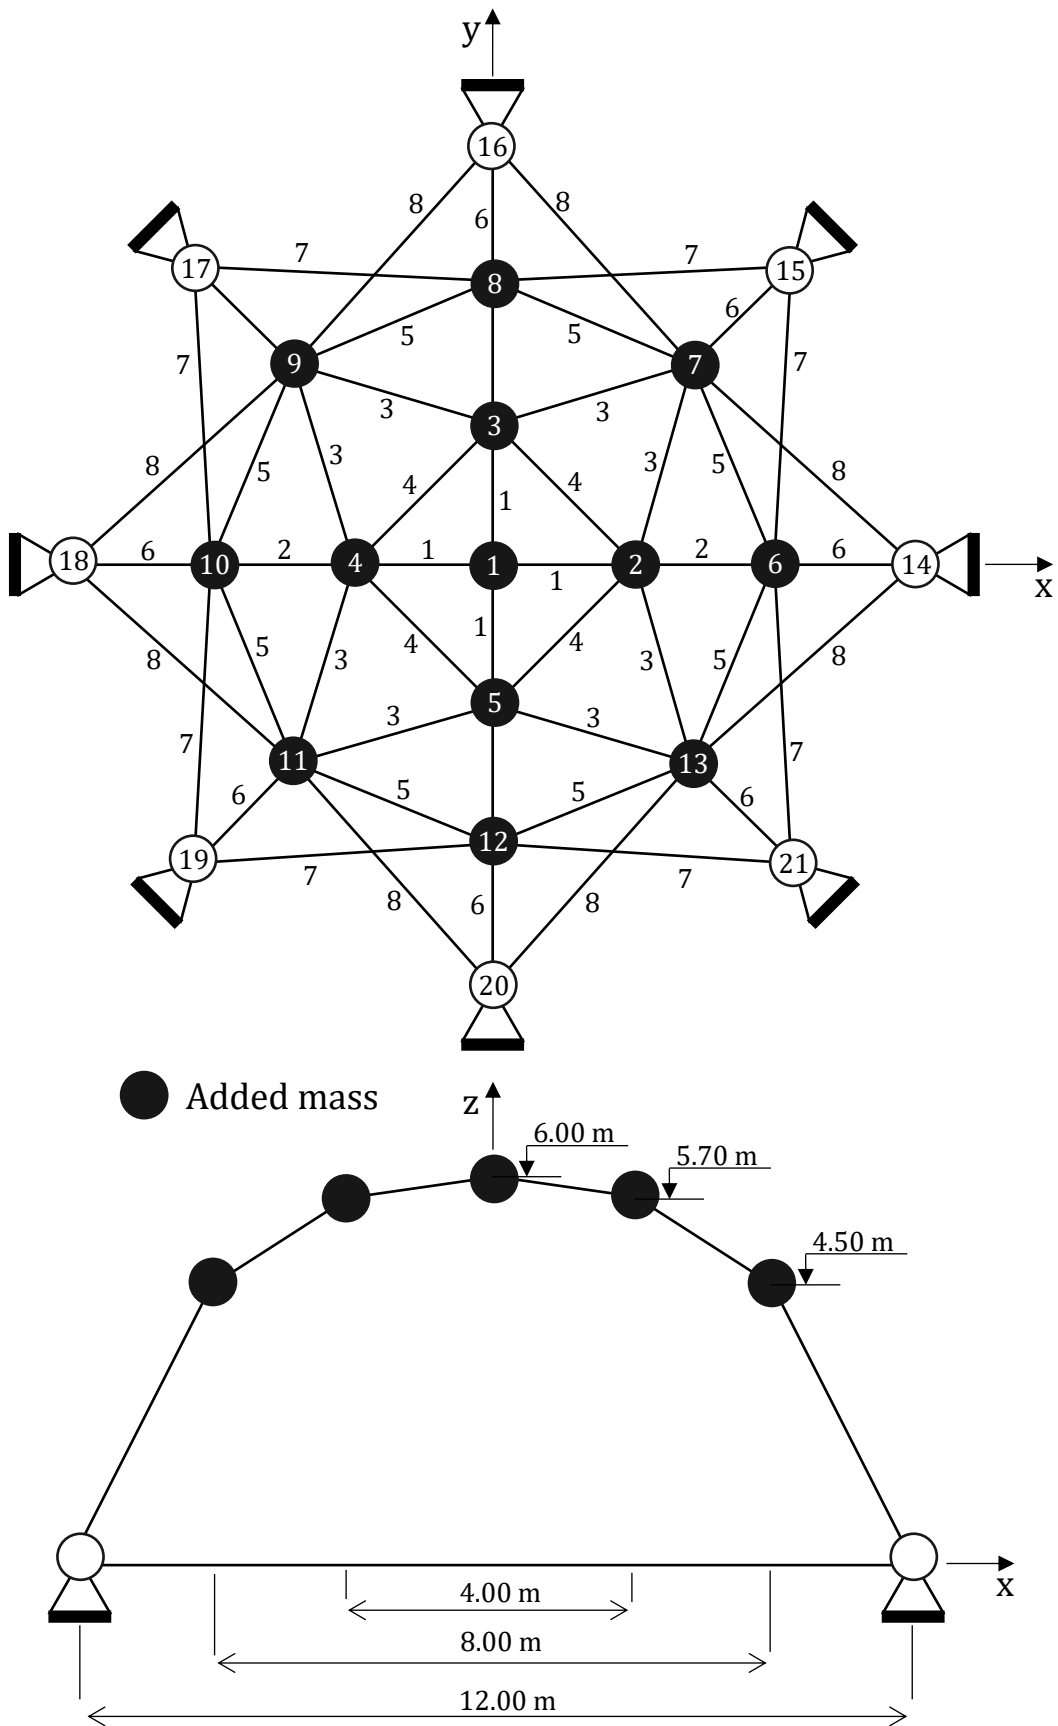 y
16
8 6 8
17 7 8 7 15
6
9 5 5 7
7 7
3 3 3
8 5 3 4 4 3 5 8
1
18 6 10 2 4 1 1 1 2 2 6 6 14
x
8 5 3 4 1 4 3 5 8
5
7 3 3 7
11 13
6 5 5 6
12
19 7 7 21
8 6 8
20
Added mass
z
6.00 m
5.70 m
4.50 m
x
4.00 m
8.00 m
12.00 m